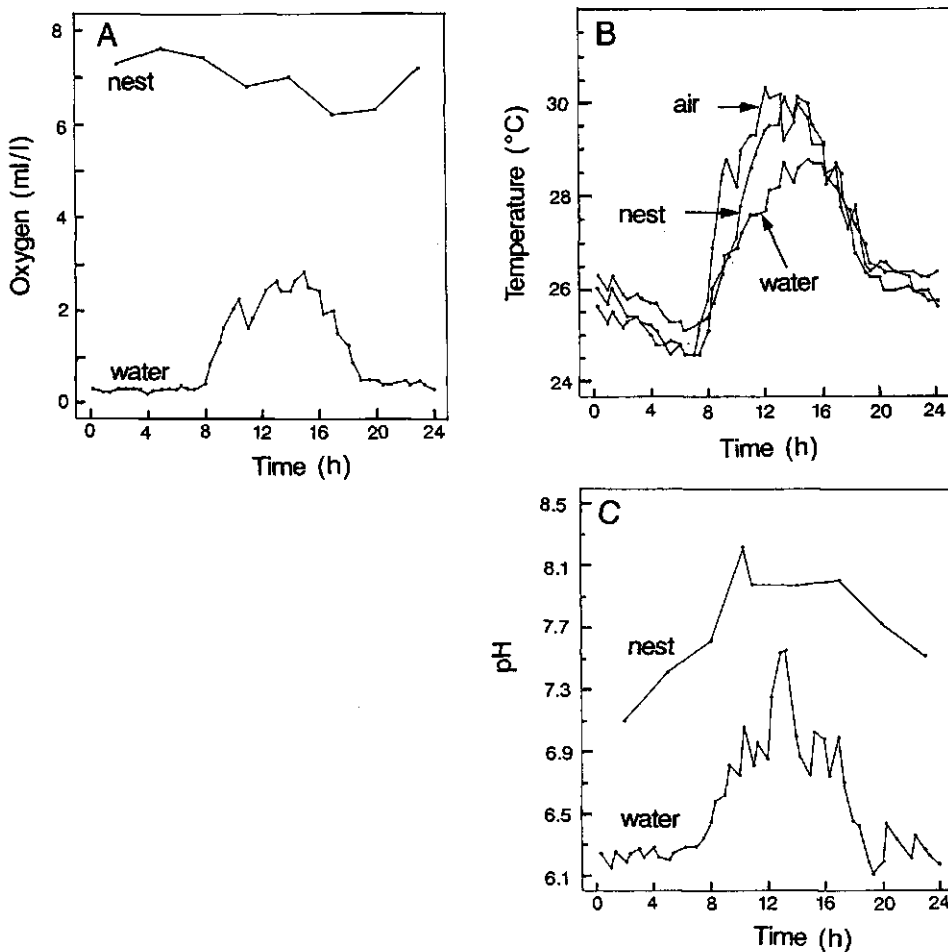 A
8
6
4
2
0
Oxygen (ml/l)
nest
water
0 4 8 12 16 20 24
Time (h)
B
30
28
26
24
Temperature (°C)
air
nest
water
0 4 8 12 16 20 24
Time (h)
C
8.5
8.1
7.7
7.3
6.9
6.5
6.1
pH
nest
water
0 4 8 12 16 20 24
Time (h)